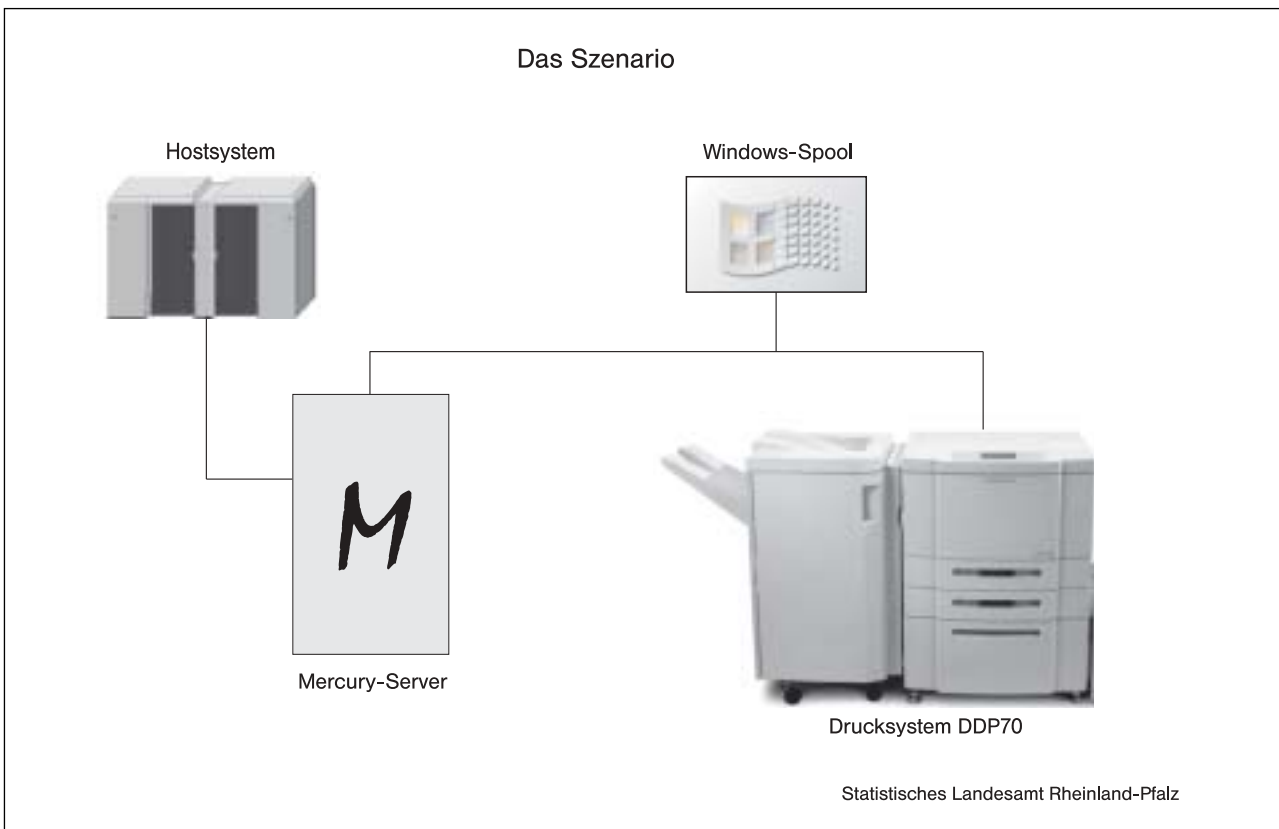 Das Szenario
Hostsystem
Windows-Spool
M
Mercury-Server
Drucksystem DDP70
Statistisches Landesamt Rheinland-Pfalz